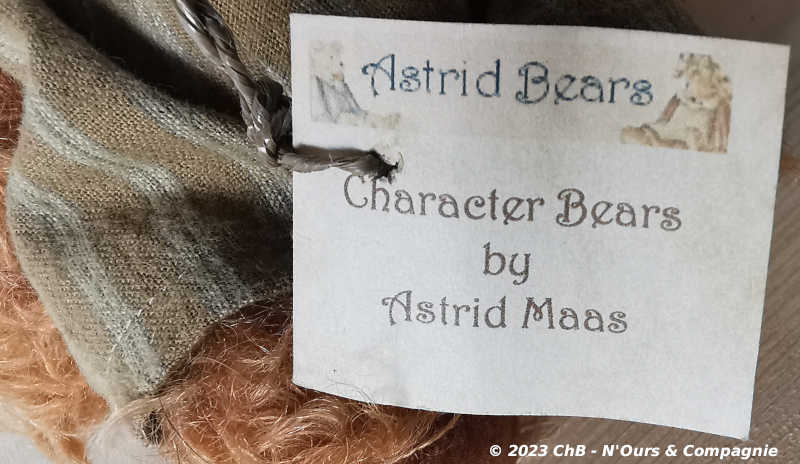 Astrid Bears
Character Bears
by
Astrid Maas
© 2023 ChB - N'Ours & Compagnie